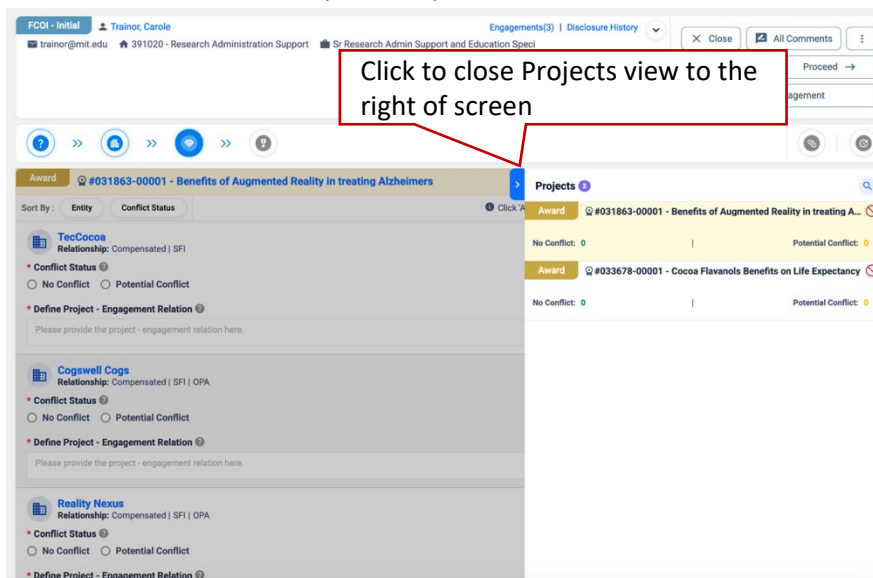 FCOI - Initial Trainor, Carole Engagements(3) | Disclosure History
trainor@mit.edu 391020 - Research Administration Support Sr Research Admin Support and Education Speci
Close All Comments
Proceed →
agement
Click to close Projects view to the
right of screen
? » » »
Award #031863-00001 - Benefits of Augmented Reality in treating Alzheimers
Sort By : Entity Conflict Status Click 'A
TecCocoa
Relationship: Compensated | SFI
* Conflict Status
No Conflict Potential Conflict
* Define Project - Engagement Relation
Please provide the project - engagement relation here.
Cogswell Cogs
Relationship: Compensated | SFI | OPA
* Conflict Status
No Conflict Potential Conflict
* Define Project - Engagement Relation
Please provide the project - engagement relation here.
Reality Nexus
Relationship: Compensated | SFI | OPA
* Conflict Status
No Conflict Potential Conflict
* Define Project - Engagement Relation
Projects 2
Award #031863-00001 - Benefits of Augmented Reality in treating A...
No Conflict: 0 | Potential Conflict: 0
Award #033678-00001 - Cocoa Flavanols Benefits on Life Expectancy
No Conflict: 0 | Potential Conflict: 0